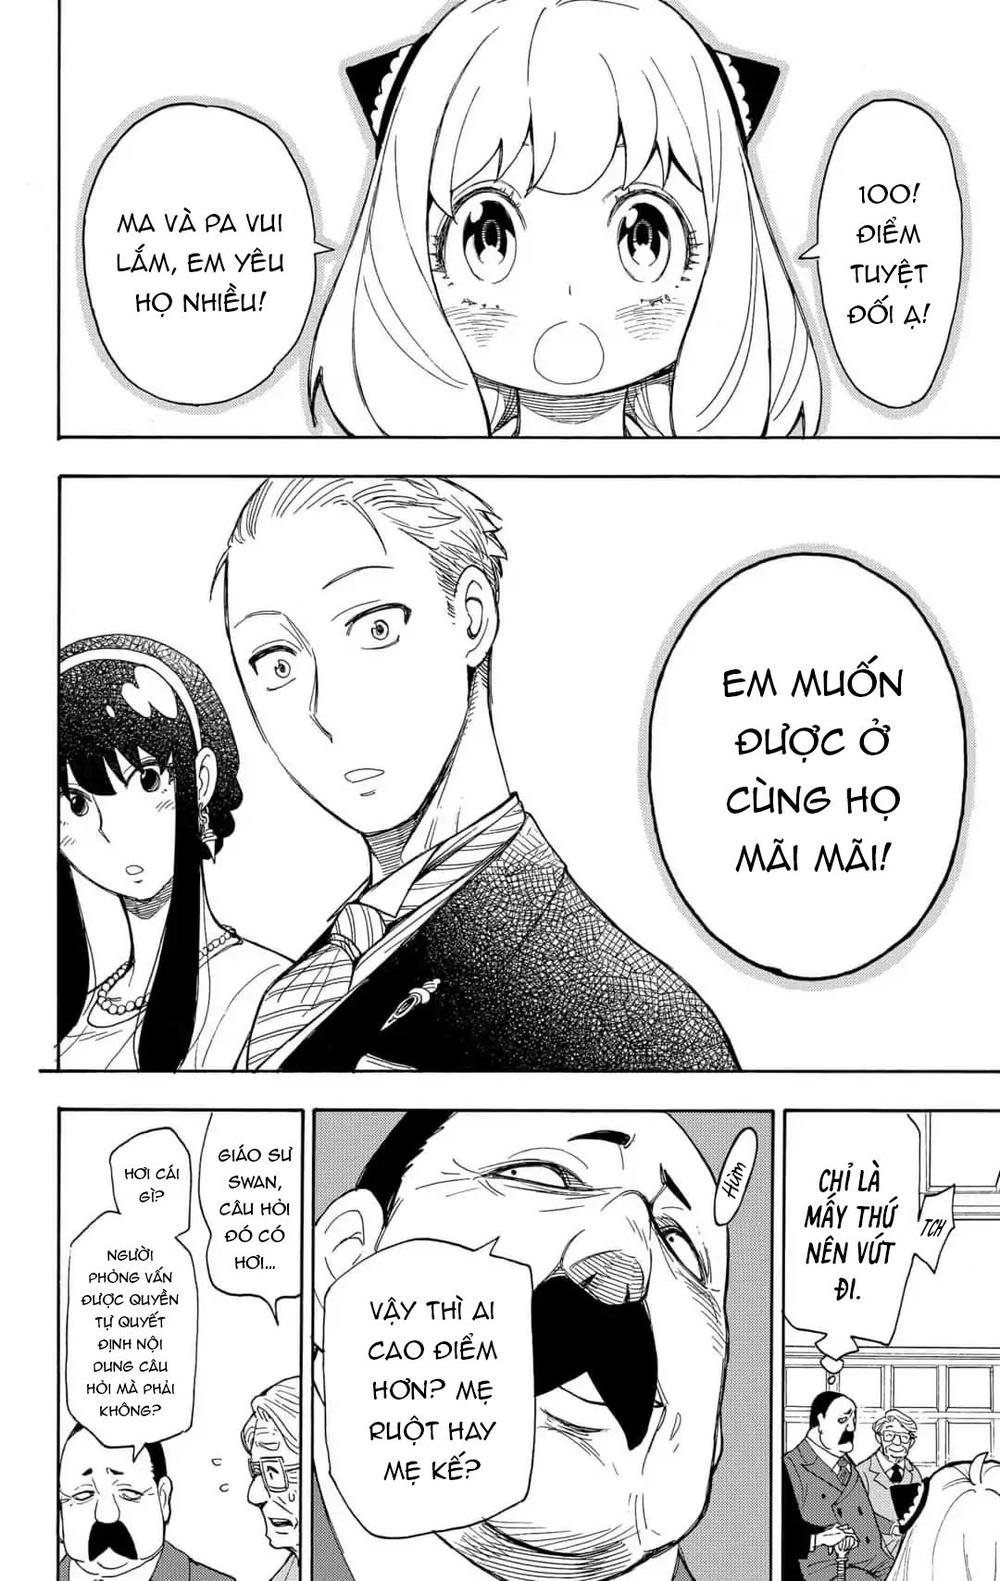 100!
ĐIỂM
TUYỆT
ĐỐI Ạ!
MA VÀ PA VUI
LẮM, EM YÊU
HỌ NHIỀU!
EM MUỐN
ĐƯỢC Ở
CÙNG HỌ
MÃI MÃI!
TCH
CHỈ LÀ
MẤY THỨ
NÊN VỨT
ĐI.
HÙM
VẬY THÌ AI
CAO ĐIỂM
HƠN? MẸ
RUỘT HAY
MẸ KẾ?
GIÁO SƯ
SWAN,
CÂU HỎI
ĐÓ CÓ
HƠI...
HƠI CÁI
GÌ?
NGƯỜI
PHỎNG VẤN
ĐƯỢC QUYỀN
TỰ QUYẾT
ĐỊNH NỘI
DUNG CÂU
HỎI MÀ PHẢI
KHÔNG?